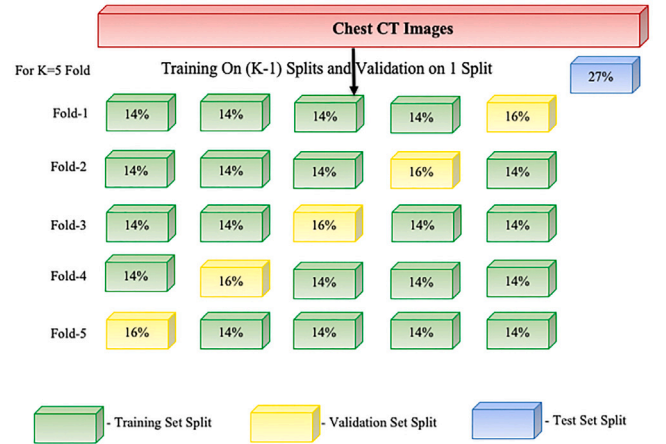 Chest CT Images
For K=5 Fold
Training On (K-1) Splits and Validation on 1 Split
27%
Fold-1 14% 14% 14% 14% 16%
Fold-2 14% 14% 14% 16% 14%
Fold-3 14% 14% 16% 14% 14%
Fold-4 14% 16% 14% 14% 14%
Fold-5 16% 14% 14% 14% 14%
- Training Set Split - Validation Set Split - Test Set Split